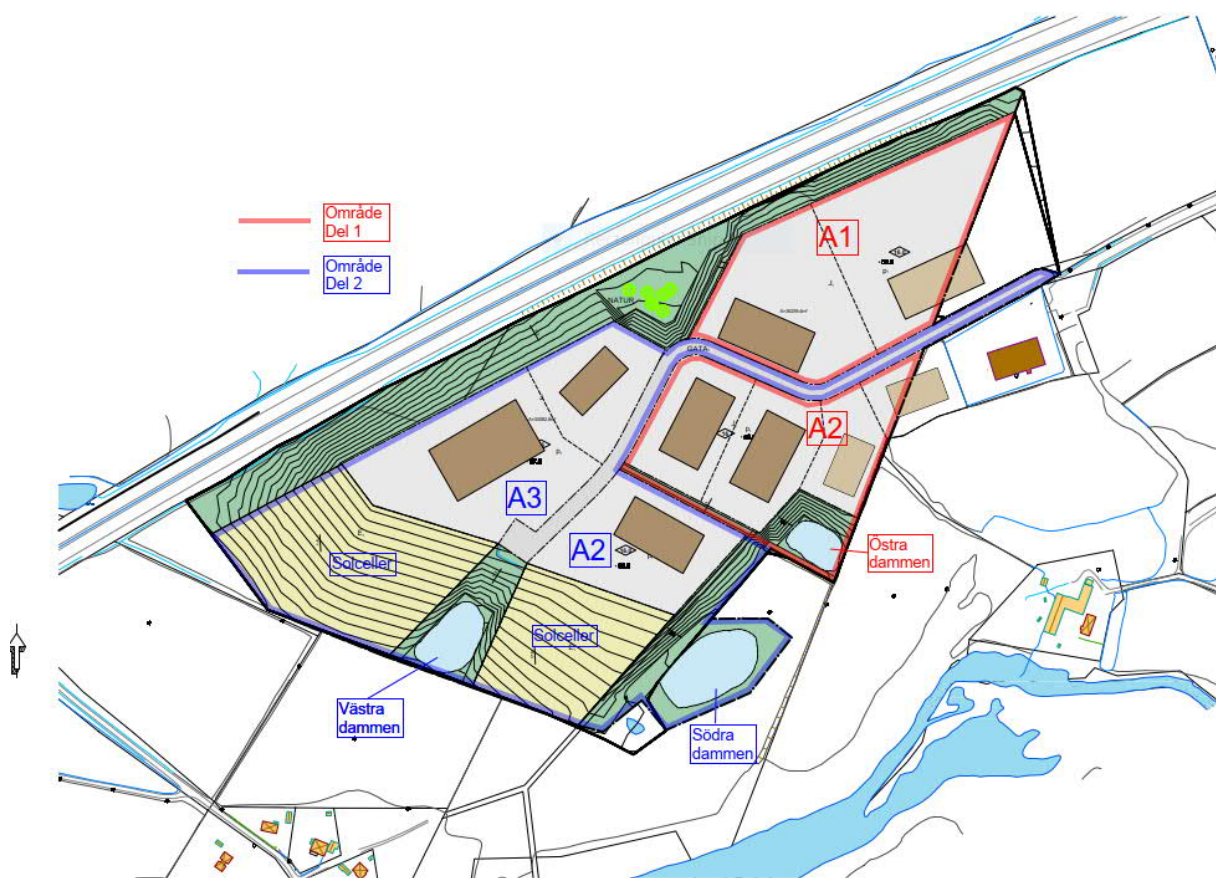 Område
Del 1
Område
Del 2
A1
NATUR
GATA
A2
A3
A2
Östra
dammen
Solceller
Solceller
Västra
dammen
Södra
dammen